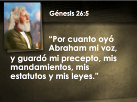 Génesis 26:5
"Por cuanto oyó
Abraham mi voz,
y guardó mi precepto, mis
mandamientos, mis
estatutos y mis leyes."